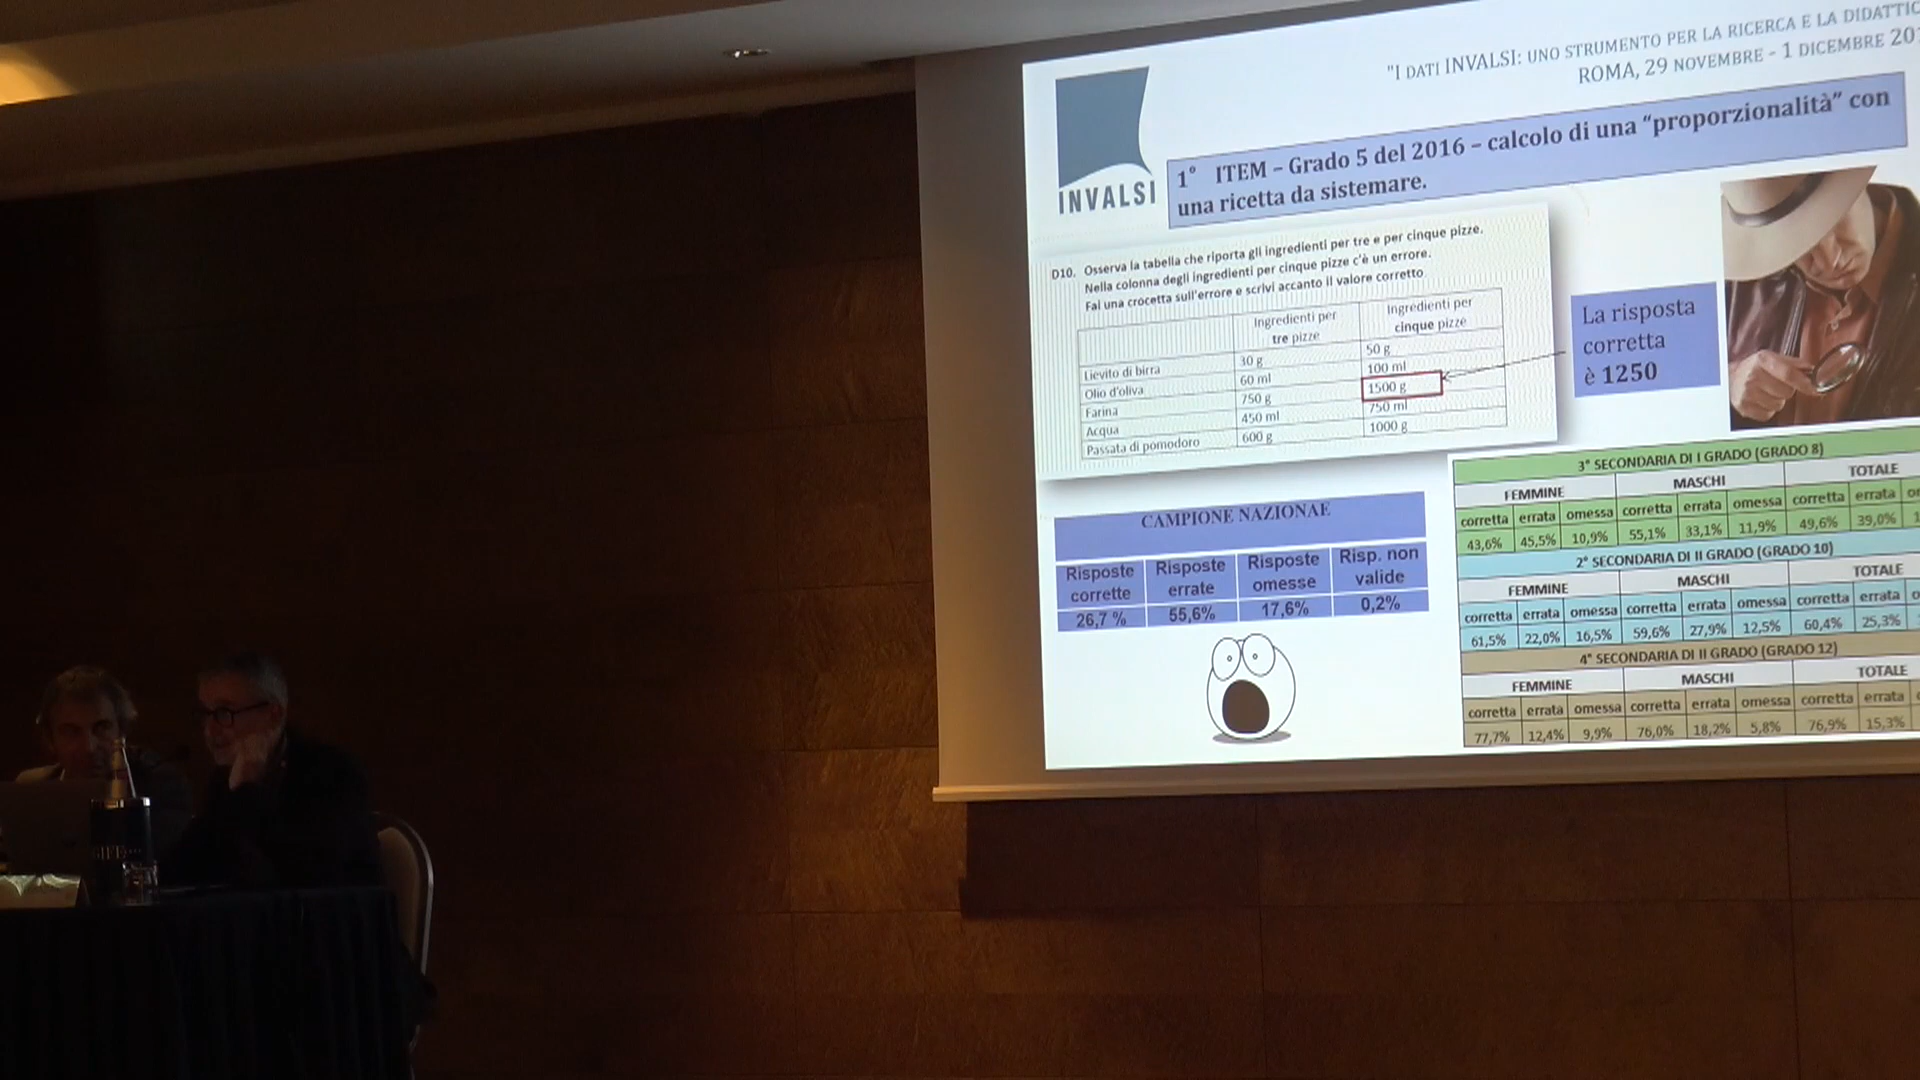 "I DATI INVALSI: UNO STRUMENTO PER LA RICERCA E LA
ROMA, 29 NOVEMBRE - 1 DICEMBRE
INVALSI
1° ITEM – Grado 5 del 2016 – calcolo di una “proporzionalità” con
una ricetta da sistemare.
D10. Osserva la tabella che riporta gli ingredienti per tre e per cinque pizze.
Nella colonna degli ingredienti per cinque pizze c'è un errore.
Fai una crocetta sull'errore e scrivi accanto il valore corretto
Ingredienti per tre pizze Ingredienti per cinque pizze
Lievito di birra 30 g 50 g
Olio d'oliva 60 ml 100 ml
Farina 750 g 1500 g
Acqua 450 ml 750 ml
Passata di pomodoro 600 g 1000 g
La risposta
corretta
è 1250
CAMPIONE NAZIONAE
Risposte corrette Risposte errate Risposte omesse Risp. non valide
26,7 % 55,6% 17,6% 0,2%
3° SECONDARIA DI I GRADO (GRADO 8)
FEMMINE MASCHI TOTALE
corretta errata omessa corretta errata omessa corretta errata
43,6% 45,5% 10,9% 55,1% 33,1% 11,9% 49,6% 39,0%
2° SECONDARIA DI II GRADO (GRADO 10)
FEMMINE MASCHI TOTALE
corretta errata omessa corretta errata omessa corretta errata
61,5% 22,0% 16,5% 59,6% 27,9% 12,5% 60,4% 25,3%
4° SECONDARIA DI II GRADO (GRADO 12)
FEMMINE MASCHI TOTALE
corretta errata omessa corretta errata omessa corretta errata
77,7% 12,4% 9,9% 76,0% 18,2% 5,8% 76,9% 15,3%